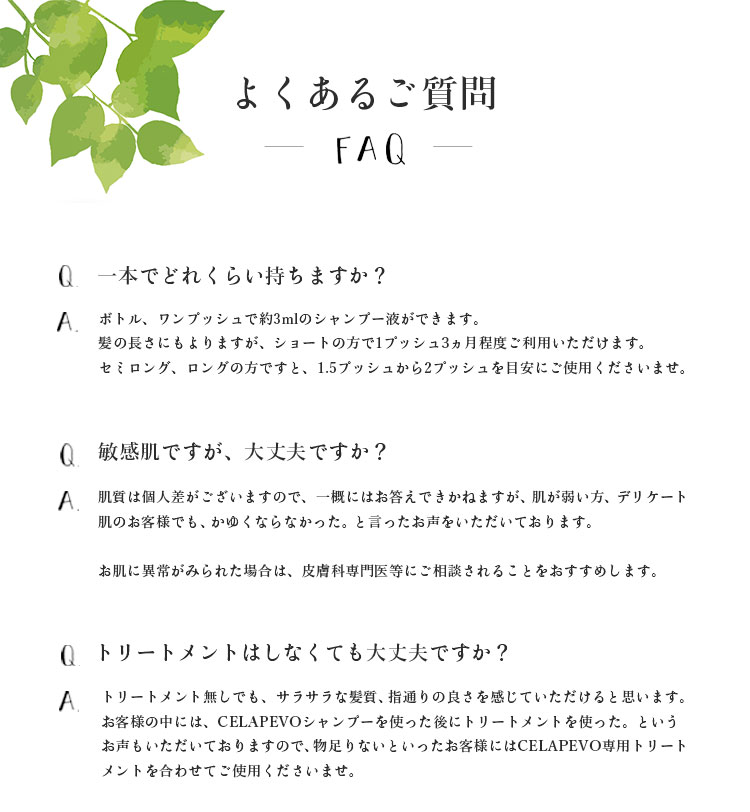 よくあるご質問
FAQ
Q. 一本でどれくらい持ちますか？
A. ボトル、ワンプッシュで約3mlのシャンプー液ができます。
髪の長さにもよりますが、ショートの方で1プッシュ3ヵ月程度ご利用いただけます。
セミロング、ロングの方ですと、1.5プッシュから2プッシュを目安にご使用くださいませ。
Q. 敏感肌ですが、大丈夫ですか？
A. 肌質は個人差がございますので、一概にはお答えできかねますが、肌が弱い方、デリケート
肌のお客様でも、かゆくならなかった。と言ったお声をいただいております。
お肌に異常がみられた場合は、皮膚科専門医等にご相談されることをおすすめします。
Q トリートメントはしなくても大丈夫ですか？
A. トリートメント無しでも、サラサラな髪質、指通りの良さを感じていただけると思います。
お客様の中には、CELAPEVOシャンプーを使った後にトリートメントを使った。という
お声もいただいておりますので、物足りないといったお客様にはCELAPEVO専用トリート
メントを合わせてご使用くださいませ。